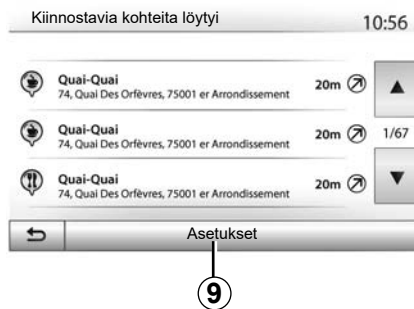 Kiinnostavia kohteita löytyi 10:56
Quai-Quai
74, Quai Des Orfèvres, 75001 er Arrondissement 20m
Quai-Quai
74, Quai Des Orfèvres, 75001 er Arrondissement 20m 1/67
Quai-Quai
74, Quai Des Orfèvres, 75001 er Arrondissement 20m
Asetukset
9